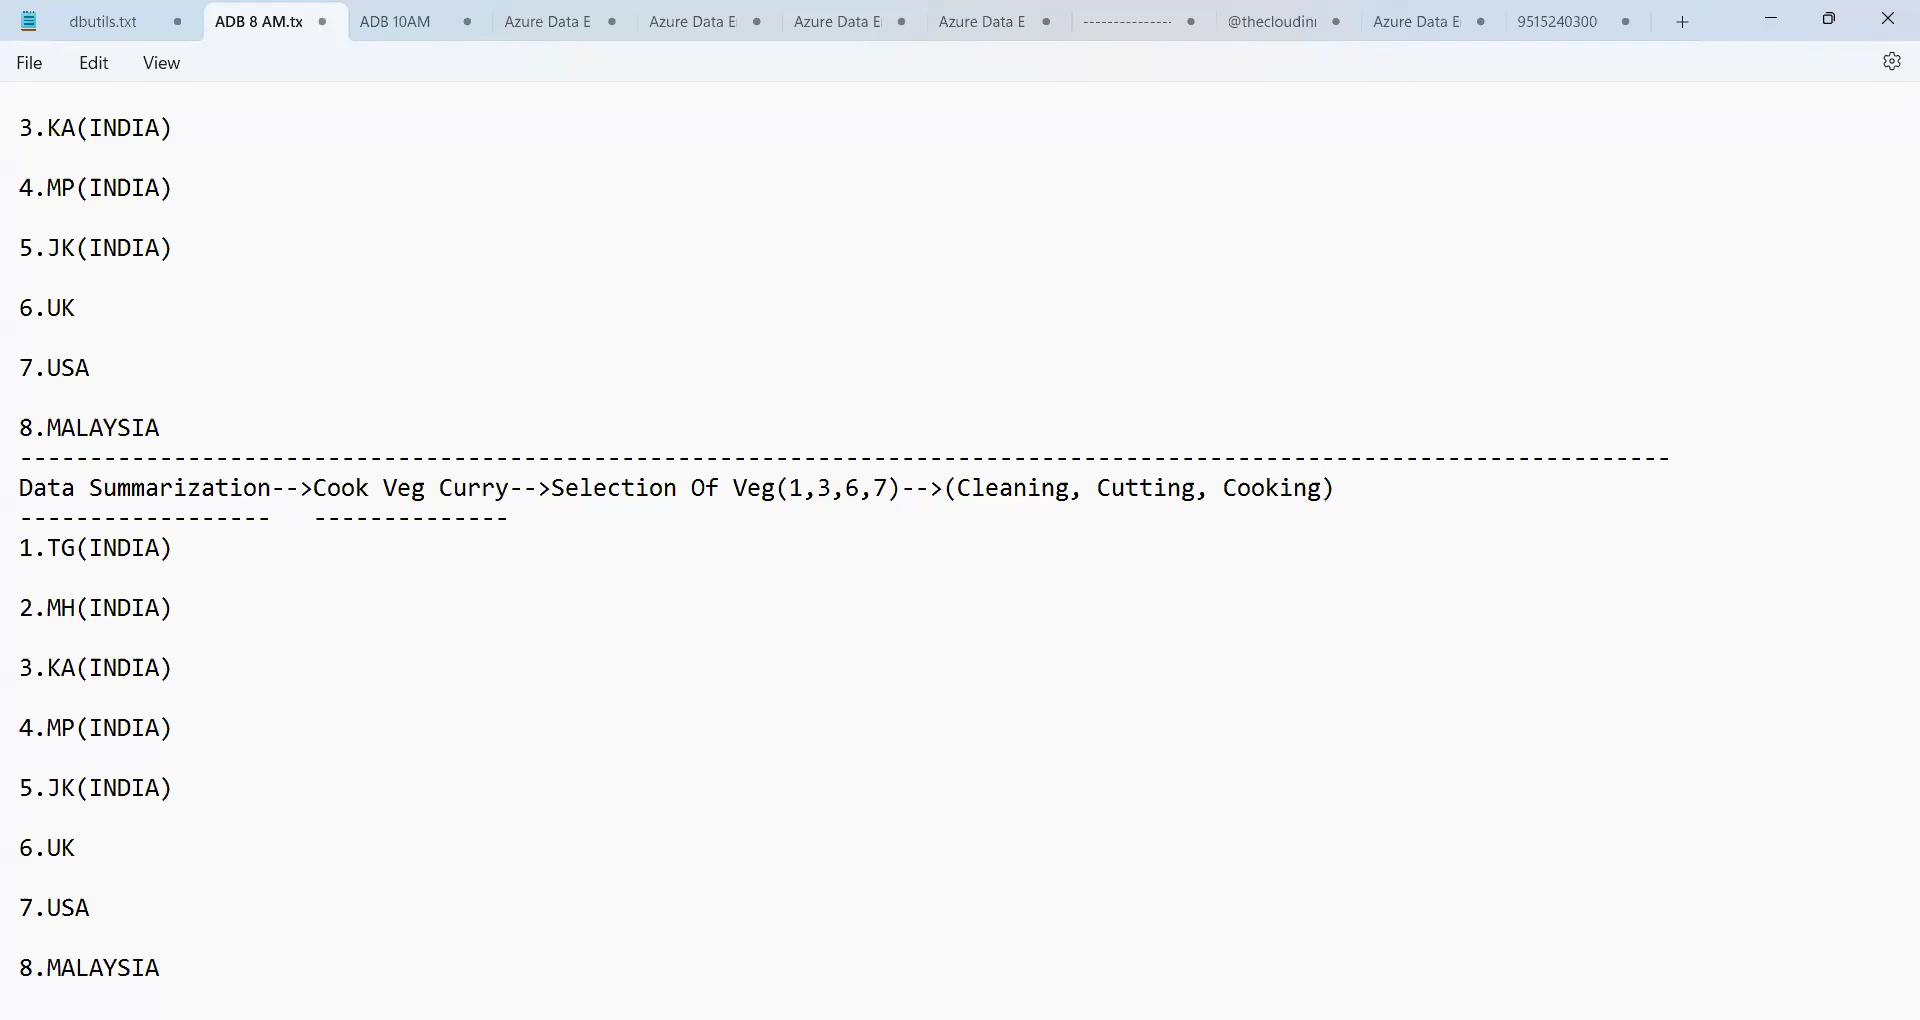 dbutils.txt
ADB 8 AM.tx
ADB 10AM
Azure Data E
Azure Data E
Azure Data E
Azure Data E
---------------
@thecloudin
Azure Data E
9515240300
File Edit View
3.KA(INDIA)
4.MP(INDIA)
5.JK(INDIA)
6.UK
7.USA
8.MALAYSIA
----------------------------------------------------------------------------------------------------------------------
Data Summarization-->Cook Veg Curry-->Selection Of Veg(1,3,6,7)-->(Cleaning, Cutting, Cooking)
------------------   --------------
1.TG(INDIA)
2.MH(INDIA)
3.KA(INDIA)
4.MP(INDIA)
5.JK(INDIA)
6.UK
7.USA
8.MALAYSIA